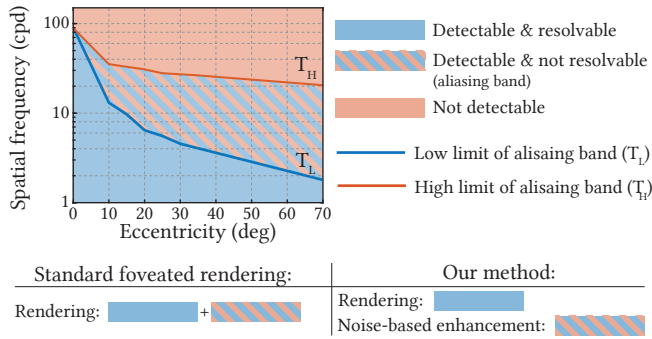 Spatial frequency (cpd)
100
10
1
T_H
T_L
0 10 20 30 40 50 60 70
Eccentricity (deg)
Detectable & resolvable
Detectable & not resolvable
(aliasing band)
Not detectable
Low limit of alisaing band (T_L)
High limit of alisaing band (T_H)
Standard foveated rendering:
Rendering: +
Our method:
Rendering:
Noise-based enhancement: